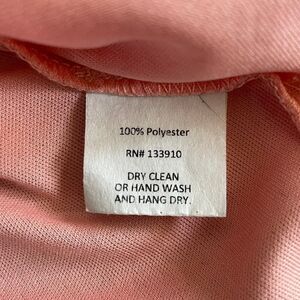 100% Polyester
RN# 133910
DRY CLEAN
OR HAND WASH
AND HANG DRY.